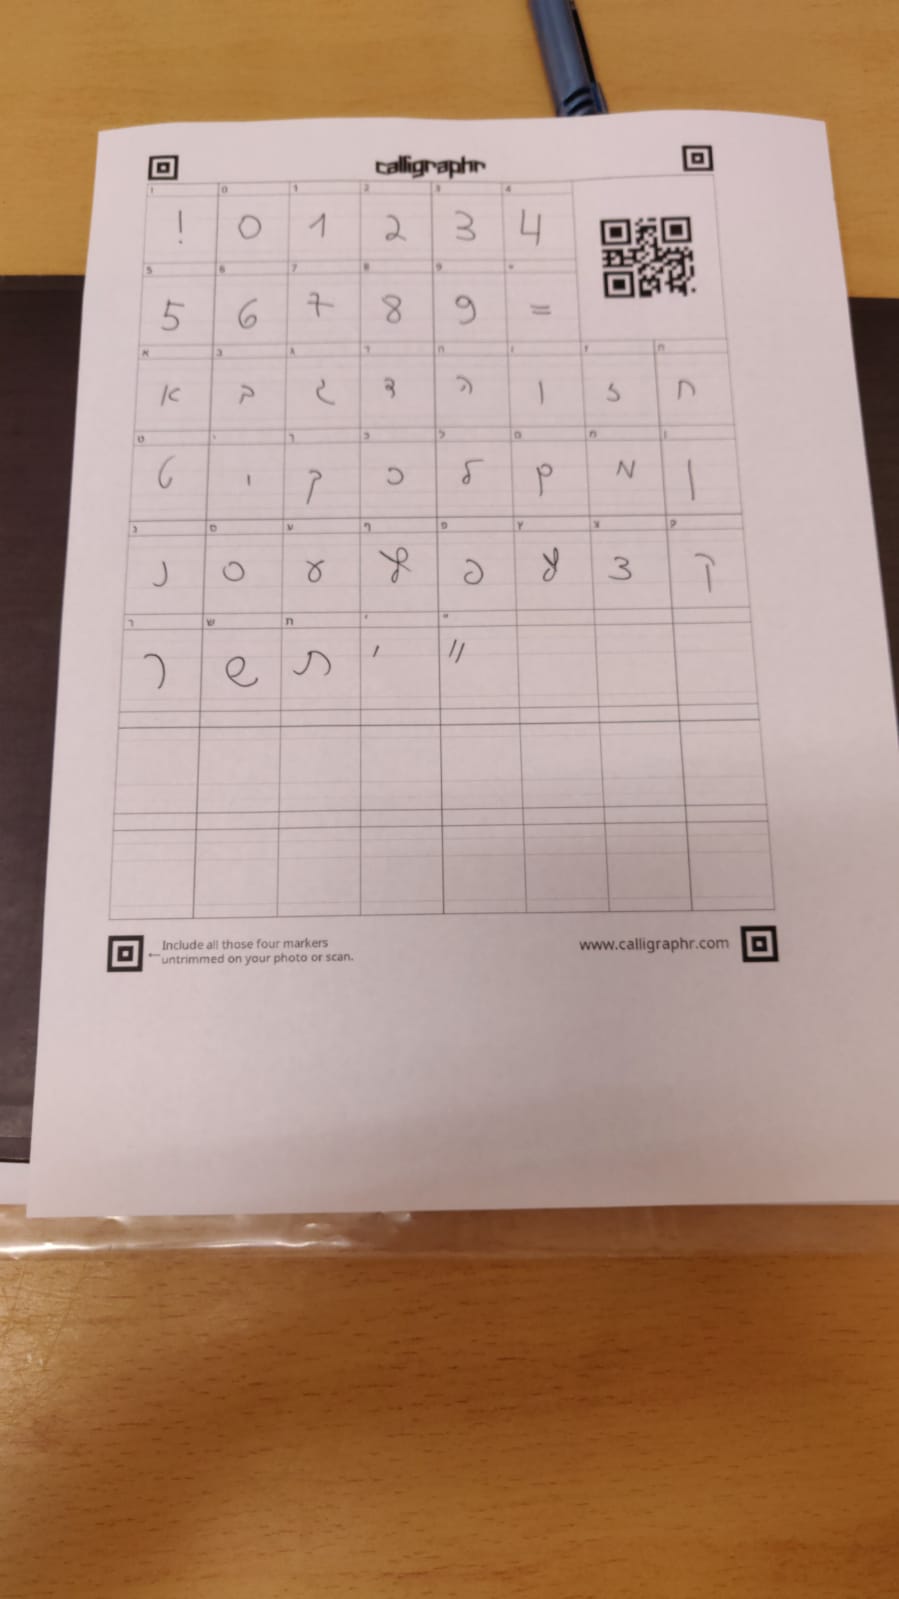 calligraphr
! 0 1 2 3 4
! 0 1 2 3 4
5 6 7 8 9 =
5 6 7 8 9 =
א ב ג ד ה ו ז ח
א ב ג ד ה ו ז ח
ט י ך כ ל ם מ ן
ט י ך כ ל ם מ ן
נ ס ע ף פ ץ צ ק
נ ס ע ף פ ץ צ ק
ר ש ת ' "
ר ש ת ' "
←Include all those four markers
untrimmed on your photo or scan.
www.calligraphr.com